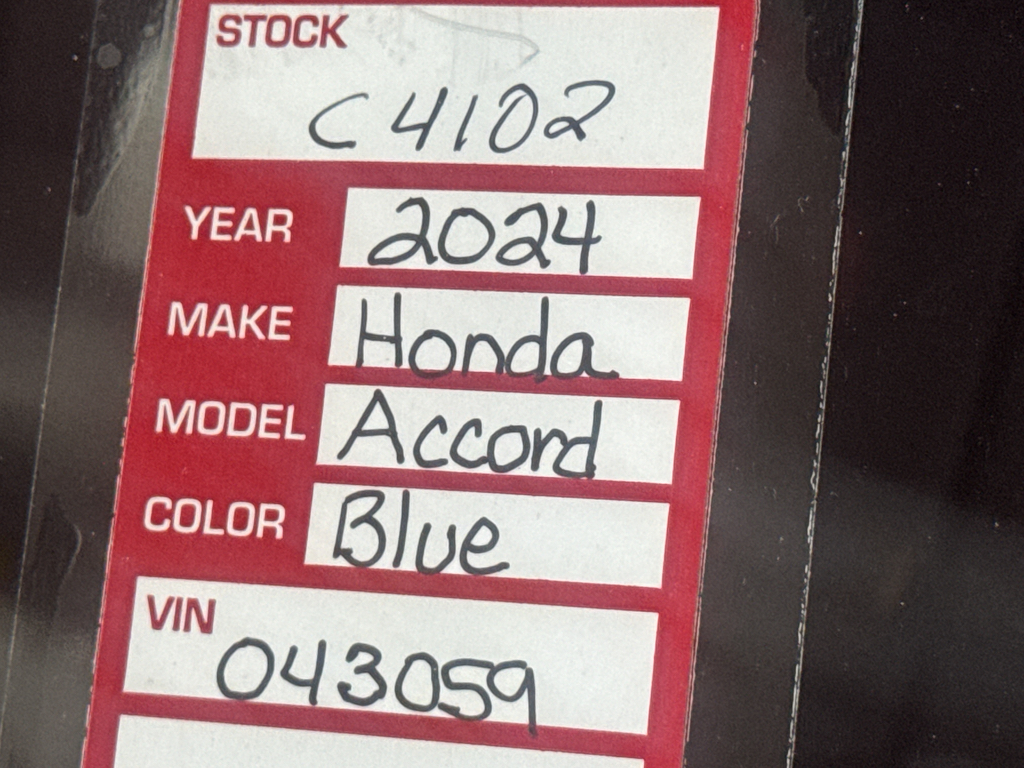 STOCK
C4102
YEAR 2024
MAKE Honda
MODEL Accord
COLOR Blue
VIN
043059